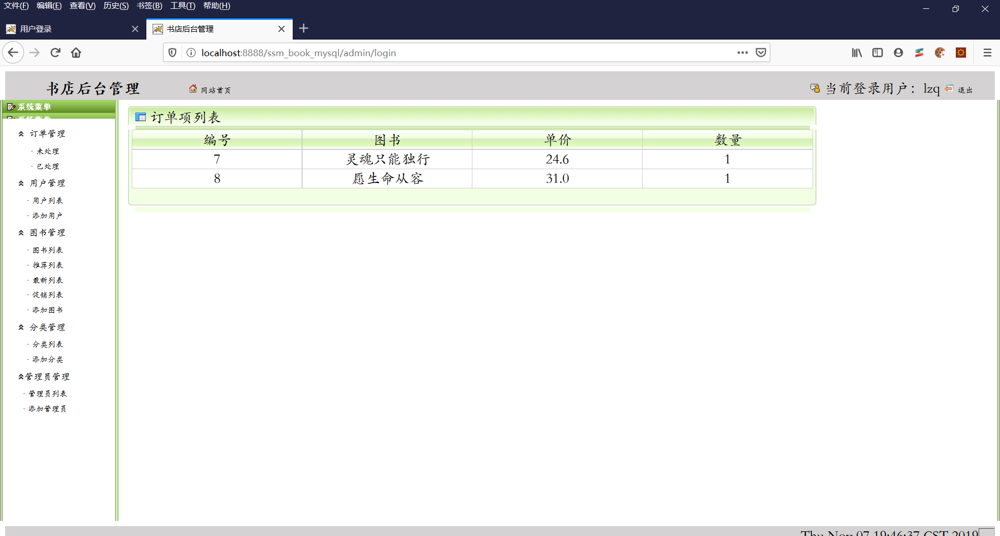 文件(F) 编辑(E) 查看(V) 历史(S) 书签(B) 工具(T) 帮助(H)
用户登录
书店后台管理
localhost:8888/ssm_book_mysql/admin/login
书店后台管理 网站首页 当前登录用户：lzq 退出
系统菜单
系统菜单
订单管理
· 未处理
· 已处理
用户管理
· 用户列表
· 添加用户
图书管理
· 图书列表
· 推荐列表
· 最新列表
· 促销列表
· 添加图书
分类管理
· 分类列表
· 添加分类
管理员管理
· 管理员列表
· 添加管理员
订单项列表
编号 图书 单价 数量
7 灵魂只能独行 24.6 1
8 愿生命从容 31.0 1
Thu Nov 07 19:46:37 CST 2019